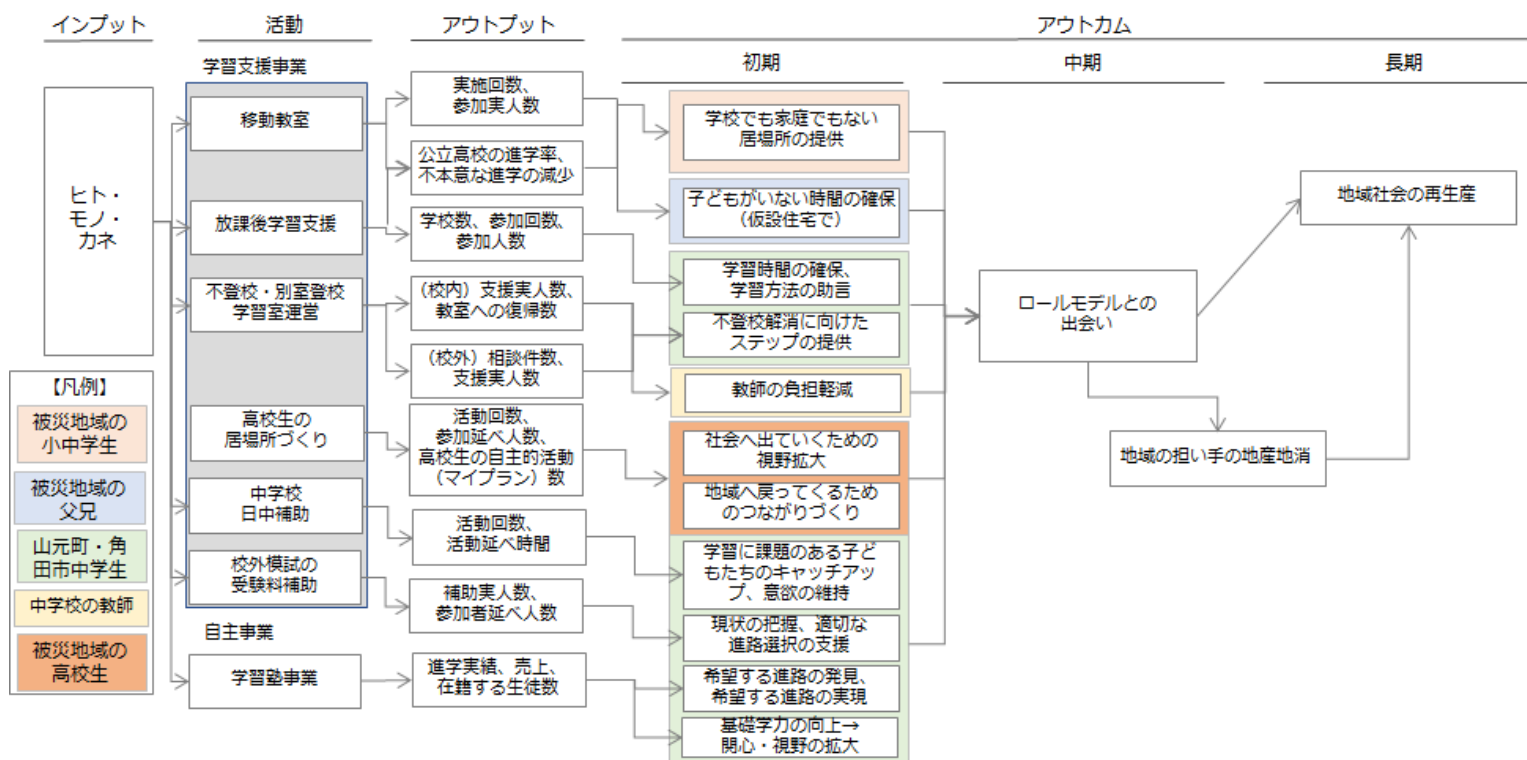 インプット
活動
アウトプット
アウトカム
初期
中期
長期
学習支援事業
ヒト・
モノ・
カネ
移動教室
放課後学習支援
不登校・別室登校
学習室運営
高校生の
居場所づくり
中学校
日中補助
校外模試の
受験料補助
自主事業
学習塾事業
実施回数、
参加実人数
公立高校の進学率、
不本意な進学の減少
学校数、参加回数、
参加人数
（校内）支援実人数、
教室への復帰数
（校外）相談件数、
支援実人数
活動回数、
参加延べ人数、
高校生の自主的活動
（マイプラン）数
活動回数、
活動延べ時間
補助実人数、
参加者延べ人数
進学実績、売上、
在籍する生徒数
学校でも家庭でもない
居場所の提供
子どもがいない時間の確保
（仮設住宅で）
学習時間の確保、
学習方法の助言
不登校解消に向けた
ステップの提供
教師の負担軽減
社会へ出ていくための
視野拡大
地域へ戻ってくるため
のつながりづくり
学習に課題のある子ど
もたちのキャッチアッ
プ、意欲の維持
現状の把握、適切な
進路選択の支援
希望する進路の発見、
希望する進路の実現
基礎学力の向上→
関心・視野の拡大
ロールモデルとの
出会い
地域の担い手の地産地消
地域社会の再生産
【凡例】
被災地域の
小中学生
被災地域の
父兄
山元町・角
田市中学生
中学校の教師
被災地域の
高校生